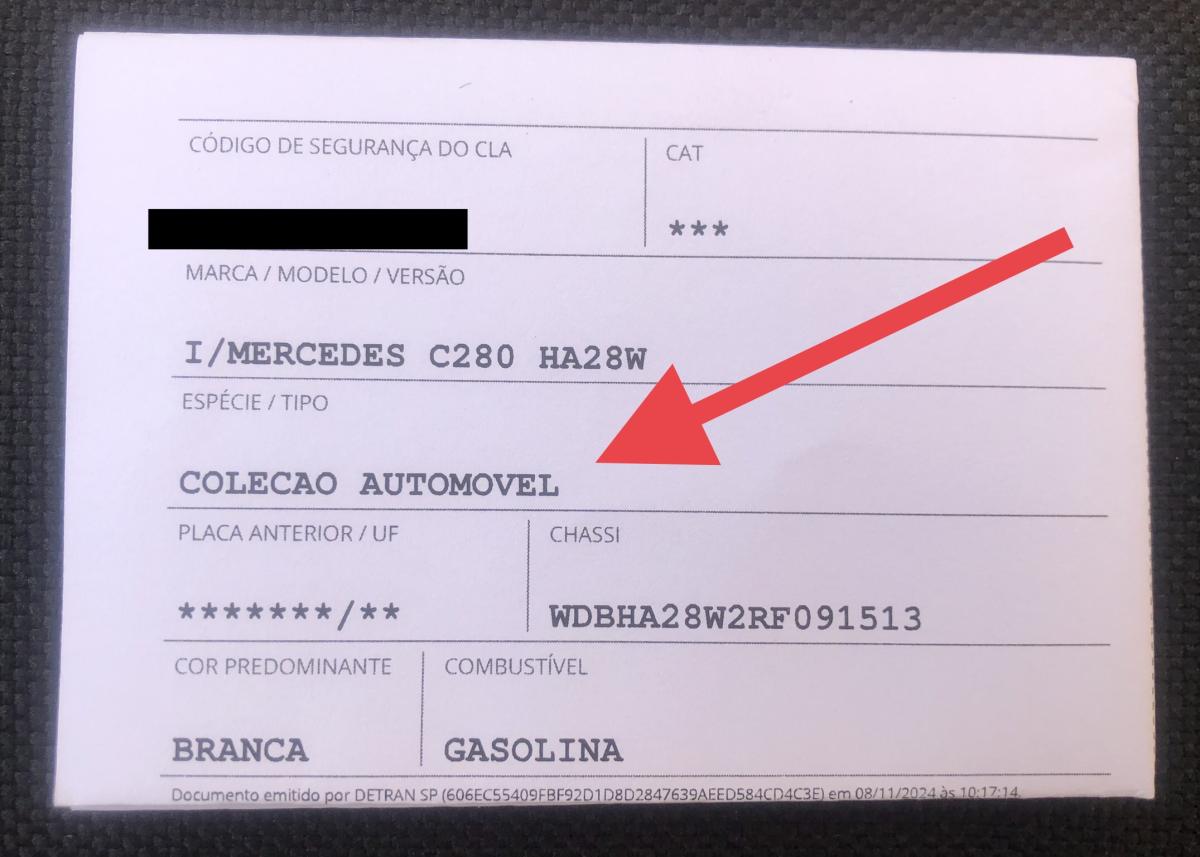 CÓDIGO DE SEGURANÇA DO CLA
CAT
***
MARCA / MODELO / VERSÃO
I/MERCEDES C280 HA28W
ESPÉCIE / TIPO
COLECAO AUTOMOVEL
PLACA ANTERIOR / UF
CHASSI
*******/**
WDBHA28W2RF091513
COR PREDOMINANTE
COMBUSTÍVEL
BRANCA
GASOLINA
Documento emitido por DETRAN SP (606EC55409FBF92D1D8D2847639AEED584CD4C3E) em 08/11/2024 às 10:17:14.